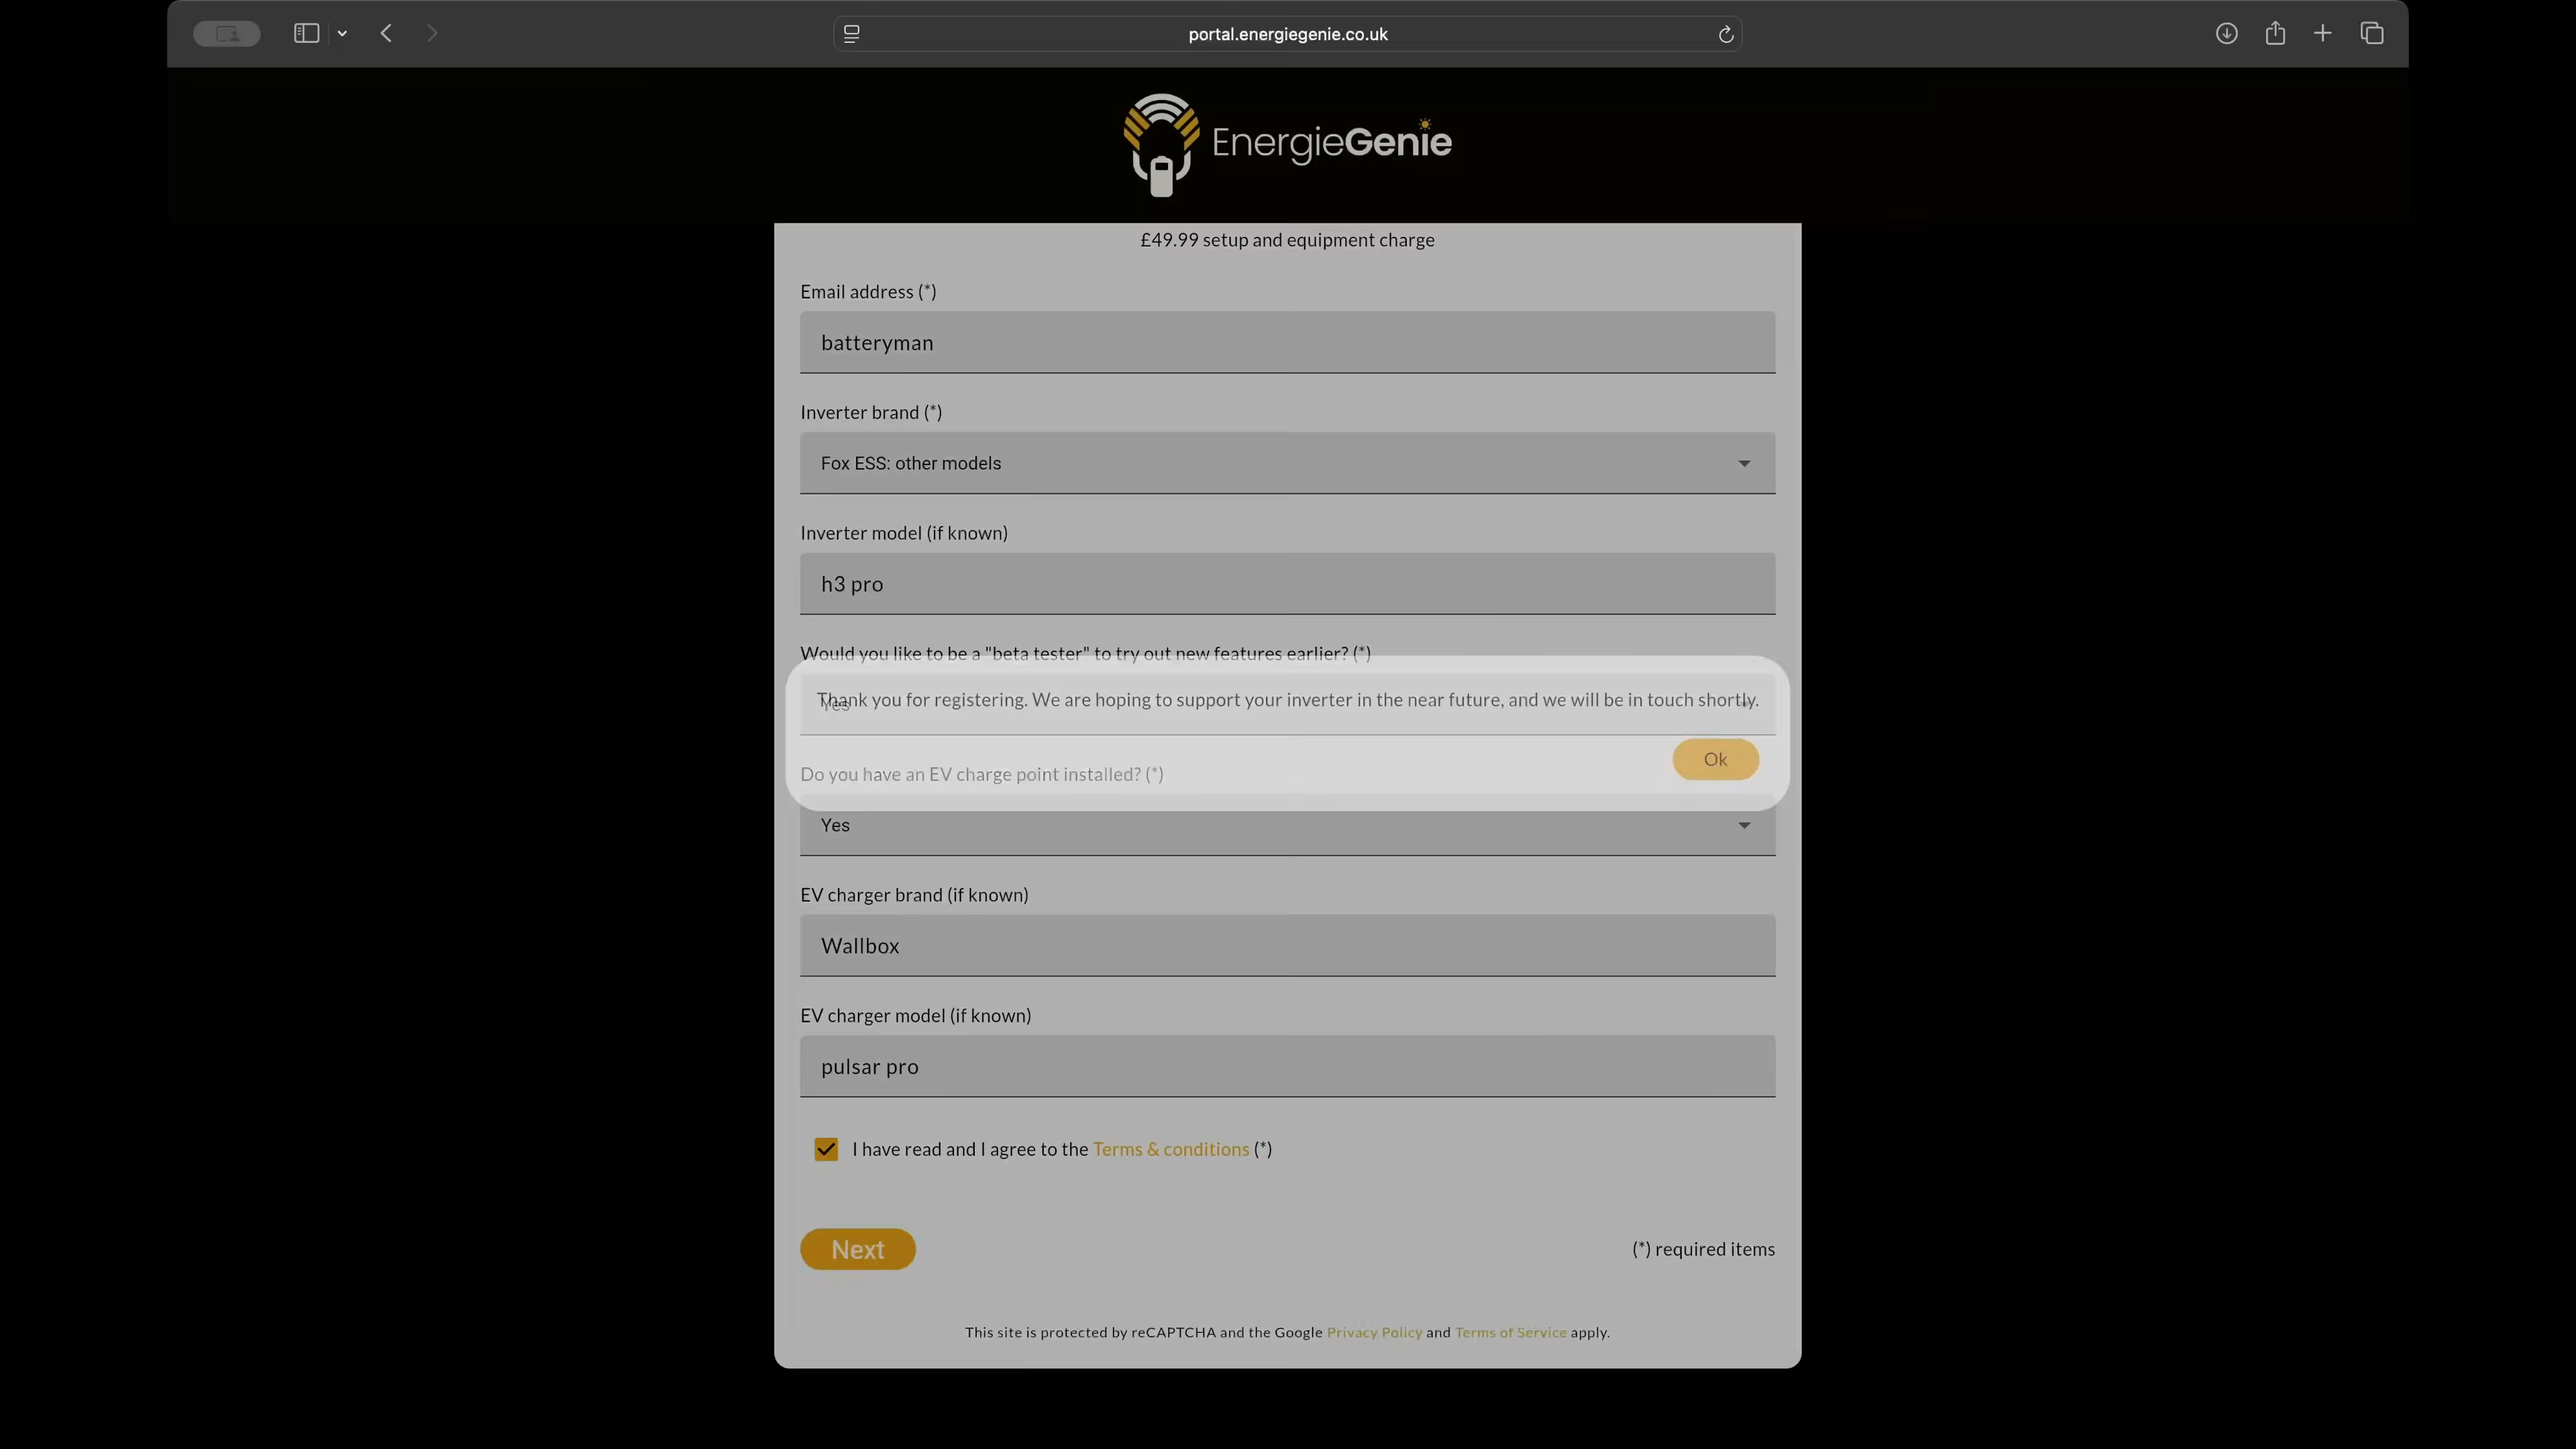 portal.energiegenie.co.uk
EnergieGenie
£49.99 setup and equipment charge
Email address (*)
batteryman
Inverter brand (*)
Fox ESS: other models
Inverter model (if known)
h3 pro
Would you like to be a "beta tester" to try out new features earlier? (*)
Thank you for registering. We are hoping to support your inverter in the near future, and we will be in touch shortly.
Yes
Ok
Do you have an EV charge point installed? (*)
Yes
EV charger brand (if known)
Wallbox
EV charger model (if known)
pulsar pro
I have read and I agree to the Terms & conditions (*)
Next
(*) required items
This site is protected by reCAPTCHA and the Google Privacy Policy and Terms of Service apply.